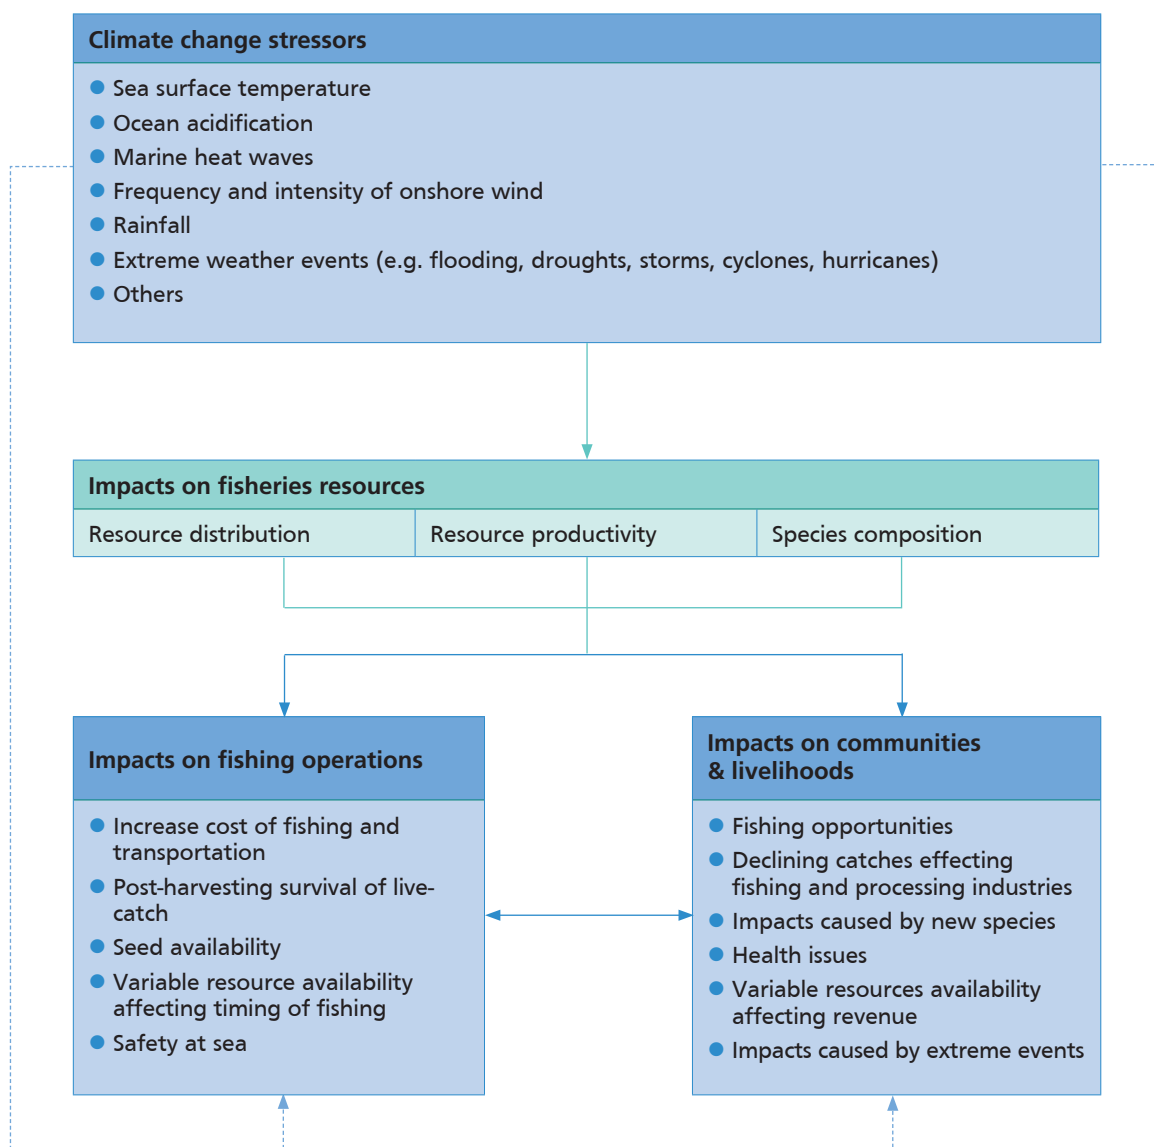 Climate change stressors
Sea surface temperature
Ocean acidification
Marine heat waves
Frequency and intensity of onshore wind
Rainfall
Extreme weather events (e.g. flooding, droughts, storms, cyclones, hurricanes)
Others
Impacts on fisheries resources
Resource distribution
Resource productivity
Species composition
Impacts on fishing operations
Increase cost of fishing and
transportation
Post-harvesting survival of live-
catch
Seed availability
Variable resource availability
affecting timing of fishing
Safety at sea
Impacts on communities
& livelihoods
Fishing opportunities
Declining catches effecting
fishing and processing industries
Impacts caused by new species
Health issues
Variable resources availability
affecting revenue
Impacts caused by extreme events